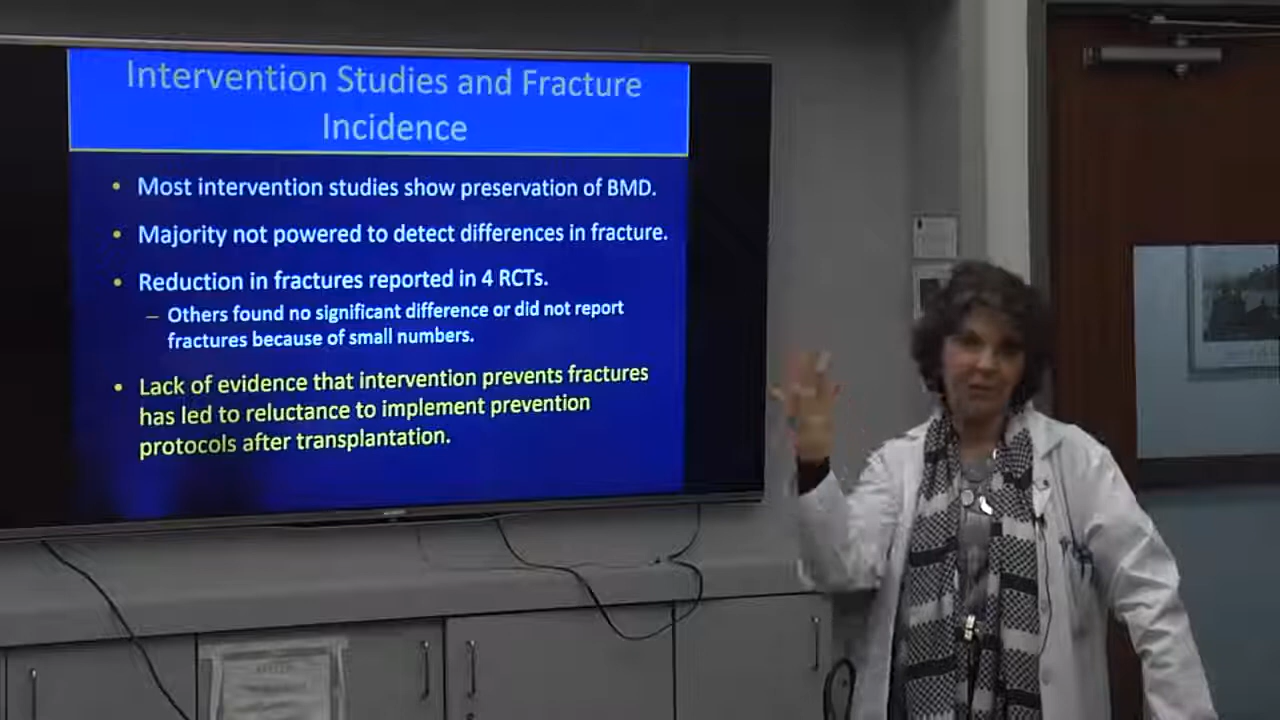 Intervention Studies and Fracture
Incidence
• Most intervention studies show preservation of BMD.
• Majority not powered to detect differences in fracture.
• Reduction in fractures reported in 4 RCTs.
– Others found no significant difference or did not report
fractures because of small numbers.
• Lack of evidence that intervention prevents fractures
has led to reluctance to implement prevention
protocols after transplantation.